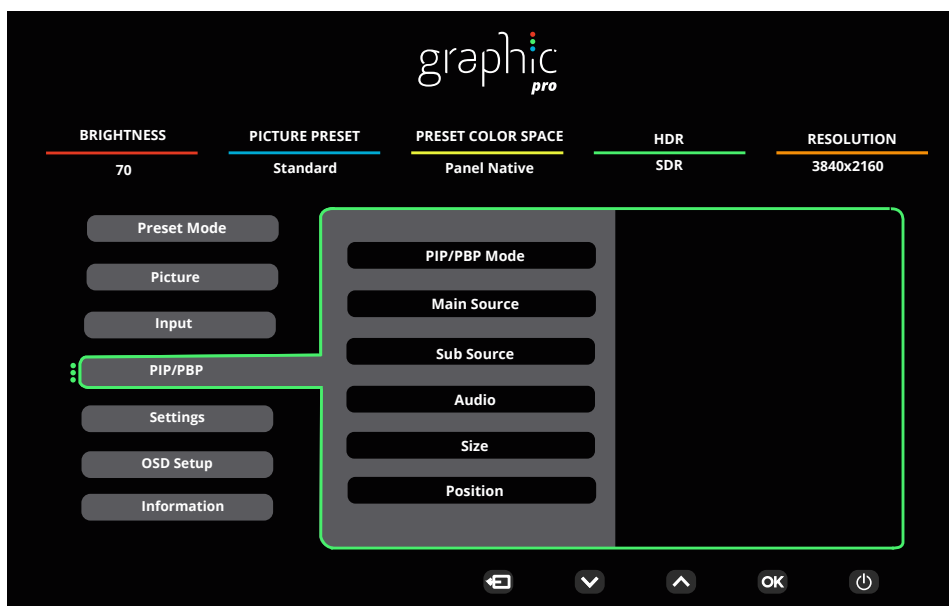 graphic
pro
BRIGHTNESS PICTURE PRESET PRESET COLOR SPACE HDR RESOLUTION
70 Standard Panel Native SDR 3840x2160
Preset Mode
Picture
Input
PIP/PBP
Settings
OSD Setup
Information
PIP/PBP Mode
Main Source
Sub Source
Audio
Size
Position
OK